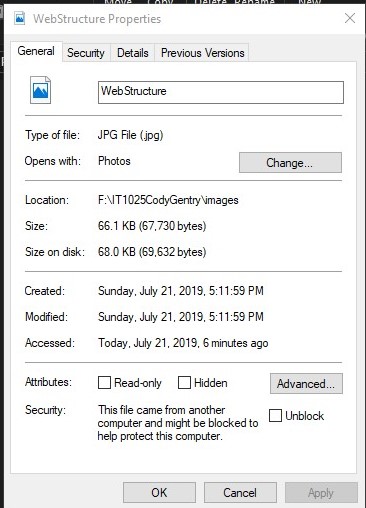 Move Copy Delete Rename New
WebStructure Properties
General Security Details Previous Versions
WebStructure
Type of file: JPG File (.jpg)
Opens with: Photos Change...
Location: F:\IT1025CodyGentry\images
Size: 66.1 KB (67,730 bytes)
Size on disk: 68.0 KB (69,632 bytes)
Created: Sunday, July 21, 2019, 5:11:59 PM
Modified: Sunday, July 21, 2019, 5:11:59 PM
Accessed: Today, July 21, 2019, 6 minutes ago
Attributes: Read-only Hidden Advanced...
Security: This file came from another
computer and might be blocked to
help protect this computer.
Unblock
OK Cancel Apply